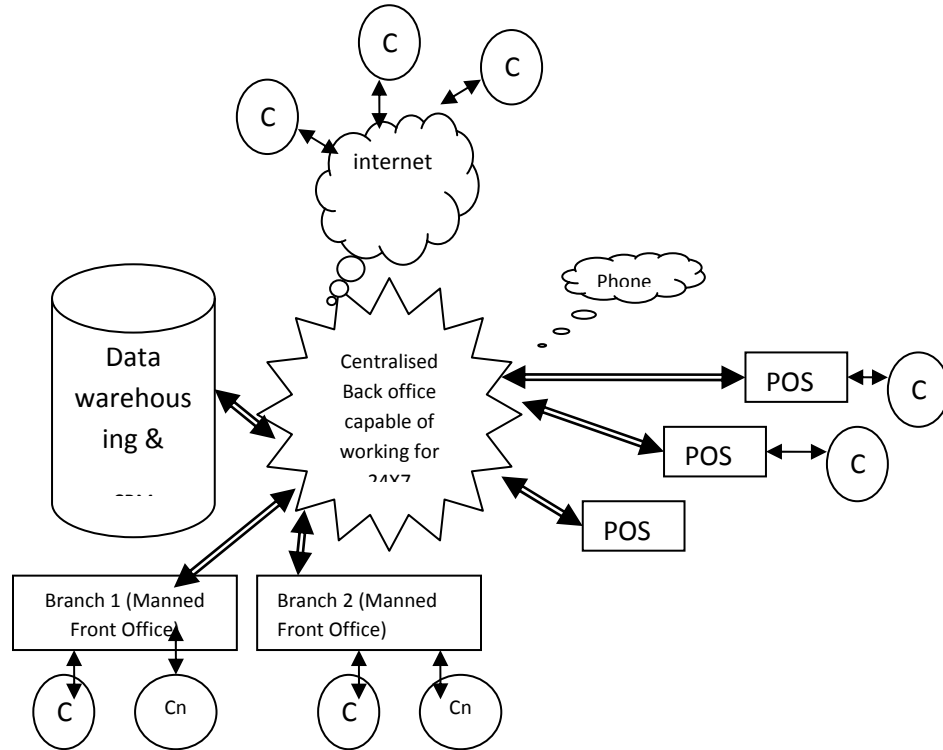 C
C
C
internet
Phone
Data
warehous
ing &
Centralised
Back office
capable of
working for
24X7
POS
C
POS
C
POS
Branch 1 (Manned
Front Office)
Branch 2 (Manned
Front Office)
C
Cn
C
Cn